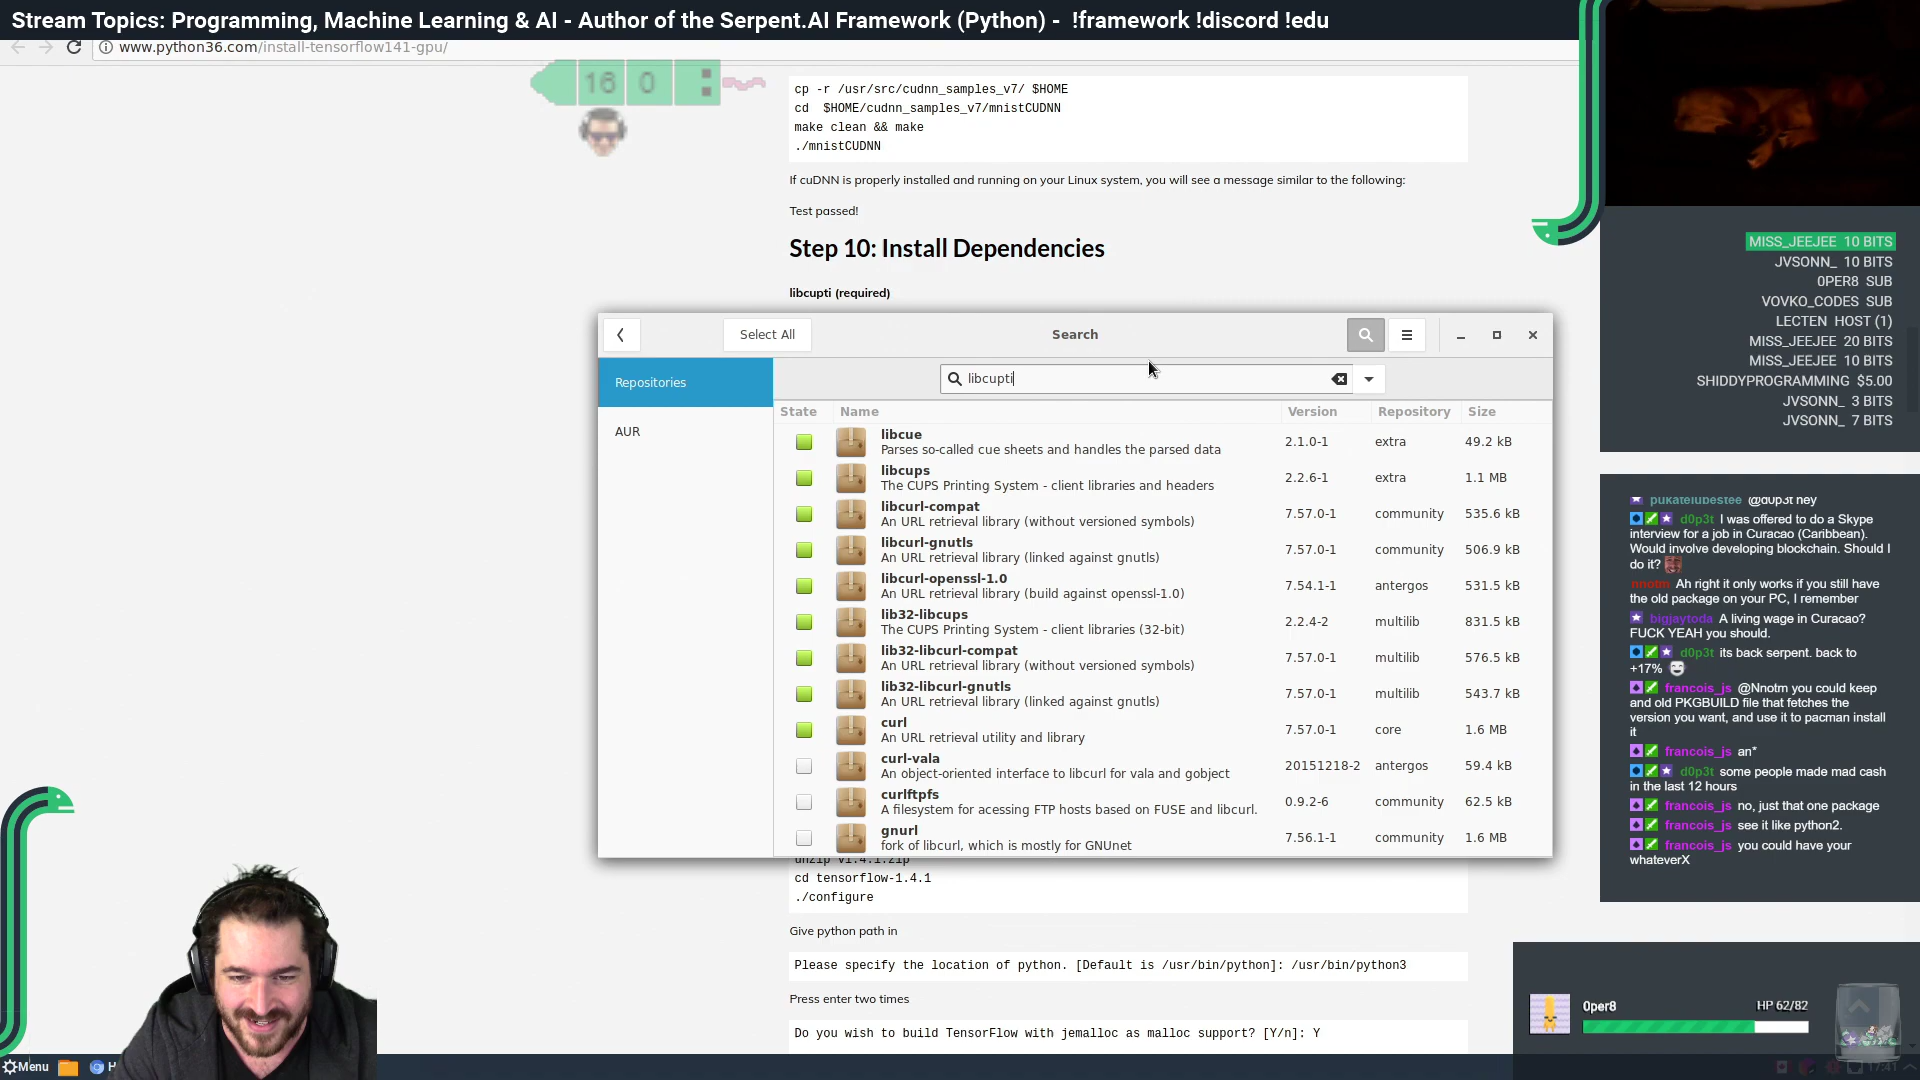 Stream Topics: Programming, Machine Learning & AI - Author of the Serpent.AI Framework (Python) - !framework !discord !edu
www.python36.com/install-tensorflow141-gpu/
16 0 :
cp -r /usr/src/cudnn_samples_v7/ $HOME
cd $HOME/cudnn_samples_v7/mnistCUDNN
make clean && make
./mnistCUDNN
If cuDNN is properly installed and running on your Linux system, you will see a message similar to the following:
Test passed!
Step 10: Install Dependencies
libcupti (required)
Select All
Search
Repositories
AUR
libcupti
State Name Version Repository Size
libcue 2.1.0-1 extra 49.2 kB
Parses so-called cue sheets and handles the parsed data
libcups 2.2.6-1 extra 1.1 MB
The CUPS Printing System - client libraries and headers
libcurl-compat 7.57.0-1 community 535.6 kB
An URL retrieval library (without versioned symbols)
libcurl-gnutls 7.57.0-1 community 506.9 kB
An URL retrieval library (linked against gnutls)
libcurl-openssl-1.0 7.54.1-1 antergos 531.5 kB
An URL retrieval library (build against openssl-1.0)
lib32-libcups 2.2.4-2 multilib 831.5 kB
The CUPS Printing System - client libraries (32-bit)
lib32-libcurl-compat 7.57.0-1 multilib 576.5 kB
An URL retrieval library (without versioned symbols)
lib32-libcurl-gnutls 7.57.0-1 multilib 543.7 kB
An URL retrieval library (linked against gnutls)
curl 7.57.0-1 core 1.6 MB
An URL retrieval utility and library
curl-vala 20151218-2 antergos 59.4 kB
An object-oriented interface to libcurl for vala and gobject
curlftpfs 0.9.2-6 community 62.5 kB
A filesystem for acessing FTP hosts based on FUSE and libcurl.
gnurl 7.56.1-1 community 1.6 MB
fork of libcurl, which is mostly for GNUnet
unzip v1.4.1.zip
cd tensorflow-1.4.1
./configure
Give python path in
Please specify the location of python. [Default is /usr/bin/python]: /usr/bin/python3
Press enter two times
Do you wish to build TensorFlow with jemalloc as malloc support? [Y/n]: Y
MISS_JEEJEE 10 BITS
JVSONN_ 10 BITS
0PER8 SUB
VOVKO_CODES SUB
LECTEN HOST (1)
MISS_JEEJEE 20 BITS
MISS_JEEJEE 10 BITS
SHIDDYPROGRAMMING $5.00
JVSONN_ 3 BITS
JVSONN_ 7 BITS
pukatelubestee @d0p3t hey
d0p3t I was offered to do a Skype
interview for a job in Curacao (Caribbean).
Would involve developing blockchain. Should I
do it?
nnotm Ah right it only works if you still have
the old package on your PC, I remember
bigjaytoda A living wage in Curacao?
FUCK YEAH you should.
d0p3t its back serpent. back to
+17%
francois_js @Nnotm you could keep
and old PKGBUILD file that fetches the
version you want, and use it to pacman install
it
francois_js an*
d0p3t some people made mad cash
in the last 12 hours
francois_js no, just that one package
francois_js see it like python2.
francois_js you could have your
whateverX
0per8 HP 62/82
Menu
H
17:41